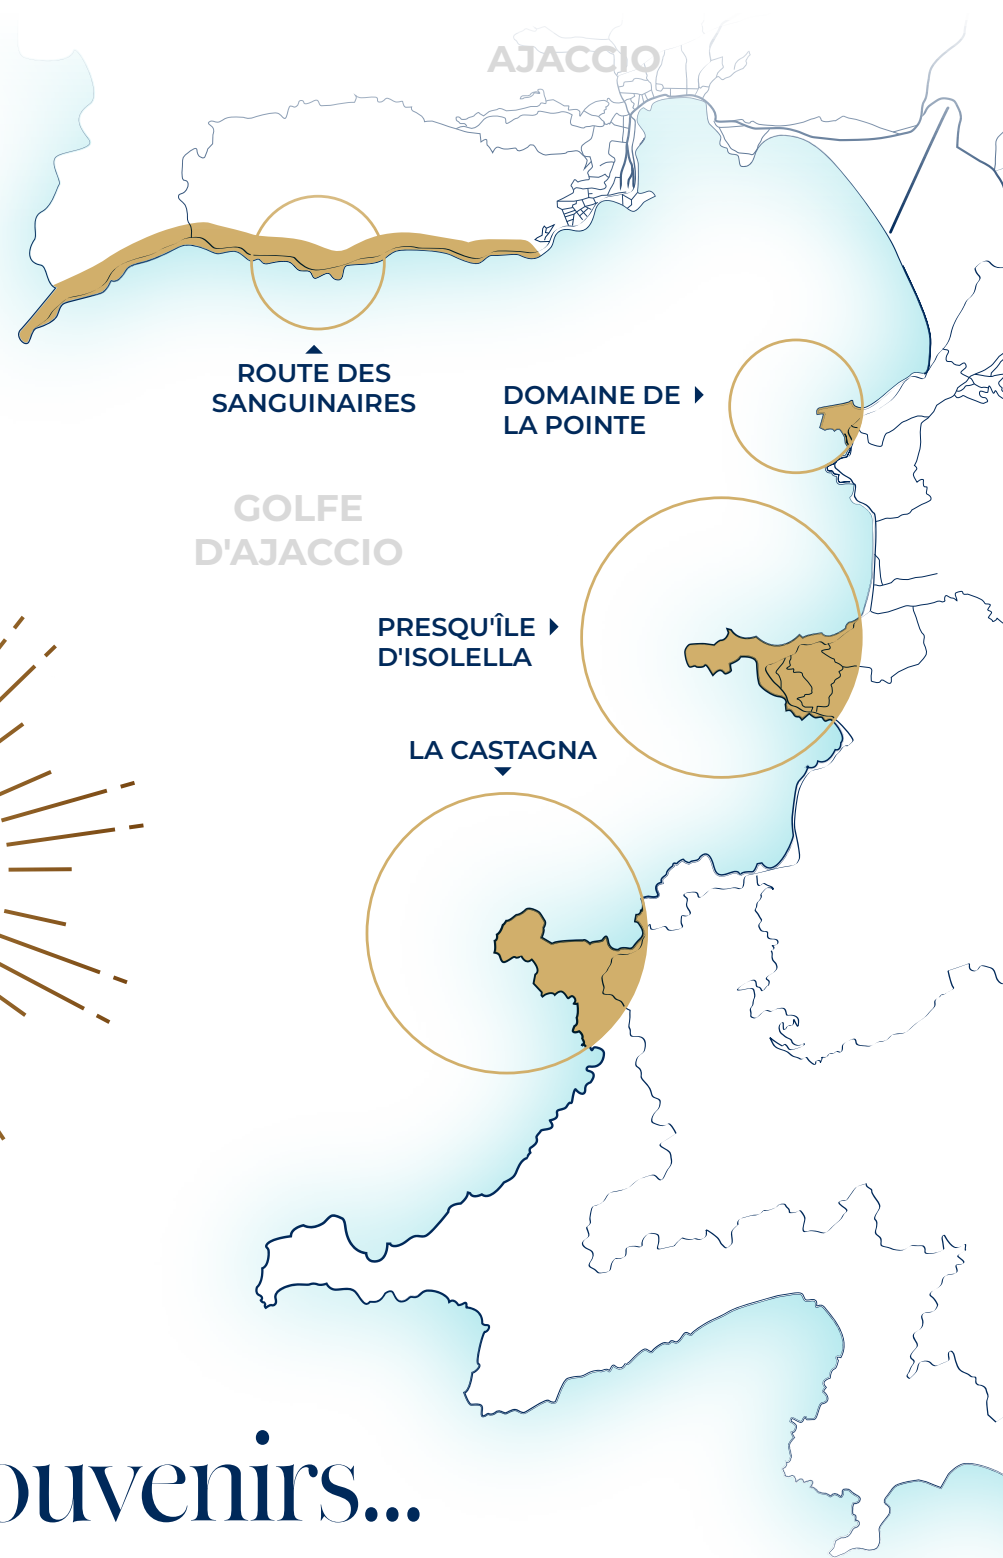 AJACCIO
ROUTE DES
SANGUINAIRES
DOMAINE DE
LA POINTE
GOLFE
D'AJACCIO
PRESQU'ÎLE
D'ISOLELLA
LA CASTAGNA
ouvenirs...